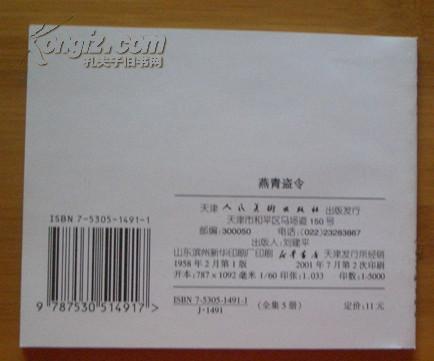 Kongfz.com
孔夫子旧书网
燕青盗令
天津人民美術出版社 出版发行
天津市和平区马场道150号
邮编:300050 电话:(022)23283867
出版人:刘建平
山东滨州新华印刷厂印刷 新华書店 天津发行所经销
1958年2月第1版 2001年7月第2次印刷
开本:787×1092毫米 1/60 印张:1.033 印数:1-5000
ISBN 7-5305-1491-1 (全集5册) 定价:11元
J·1491
ISBN 7-5305-1491-1
9 787530 514917 >